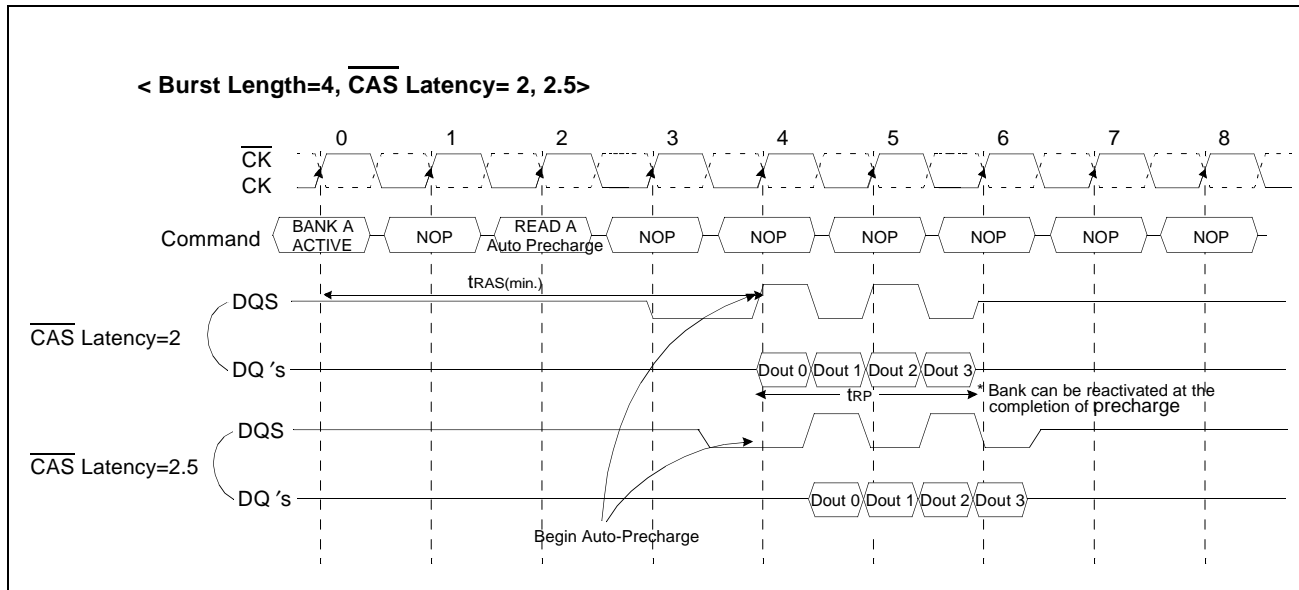 < Burst Length=4, CAS Latency= 2, 2.5>
0 1 2 3 4 5 6 7 8
CK
CK
Command
BANK A
ACTIVE
NOP
READ A
Auto Precharge
NOP
NOP
NOP
NOP
NOP
NOP
tRAS(min.)
DQS
CAS Latency=2
DQ ′s
Dout 0 Dout 1 Dout 2 Dout 3
tRP
* Bank can be reactivated at the
completion of precharge
DQS
CAS Latency=2.5
DQ ′s
Dout 0 Dout 1 Dout 2 Dout 3
Begin Auto-Precharge